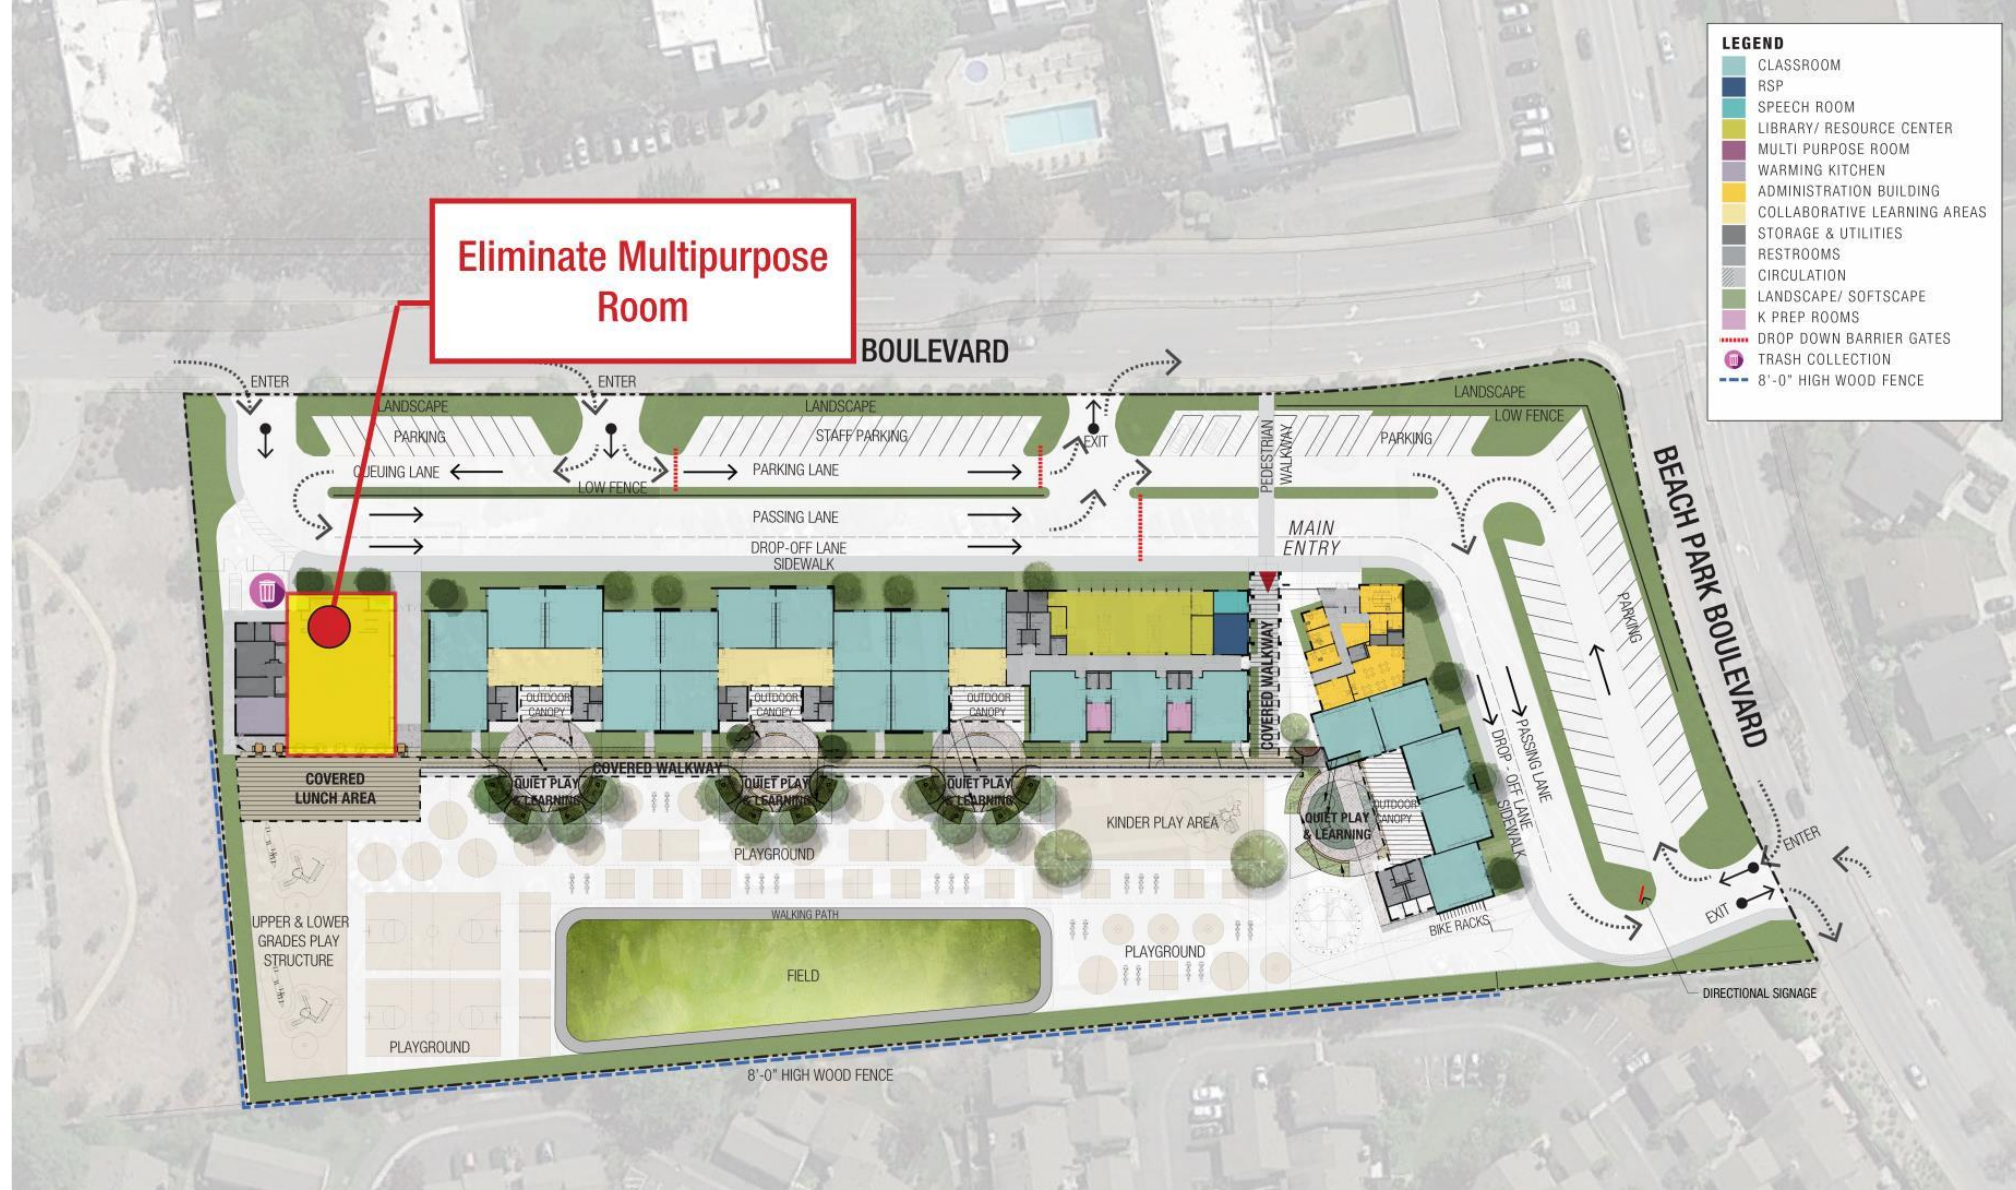 LEGEND
CLASSROOM
RSP
SPEECH ROOM
LIBRARY/ RESOURCE CENTER
MULTI PURPOSE ROOM
WARMING KITCHEN
ADMINISTRATION BUILDING
COLLABORATIVE LEARNING AREAS
STORAGE & UTILITIES
RESTROOMS
CIRCULATION
LANDSCAPE/ SOFTSCAPE
K PREP ROOMS
DROP DOWN BARRIER GATES
TRASH COLLECTION
8'-0" HIGH WOOD FENCE
Eliminate Multipurpose
Room
BOULEVARD
ENTER
ENTER
LANDSCAPE
LANDSCAPE
LANDSCAPE
LOW FENCE
PARKING
STAFF PARKING
EXIT
PARKING
PEDESTRIAN
WALKWAY
QUEUING LANE
PARKING LANE
LOW FENCE
PASSING LANE
DROP-OFF LANE
SIDEWALK
MAIN
ENTRY
BEACH PARK BOULEVARD
PARKING
COVERED WALKWAY
OUTDOOR
CANOPY
OUTDOOR
CANOPY
OUTDOOR
CANOPY
PASSING LANE
DROP - OFF LANE
SIDEWALK
COVERED
LUNCH AREA
COVERED WALKWAY
QUIET PLAY
& LEARNING
QUIET PLAY
& LEARNING
QUIET PLAY
& LEARNING
KINDER PLAY AREA
QUIET PLAY
& LEARNING
OUTDOOR
CANOPY
ENTER
EXIT
PLAYGROUND
UPPER & LOWER
GRADES PLAY
STRUCTURE
WALKING PATH
FIELD
PLAYGROUND
BIKE RACKS
DIRECTIONAL SIGNAGE
PLAYGROUND
8'-0" HIGH WOOD FENCE